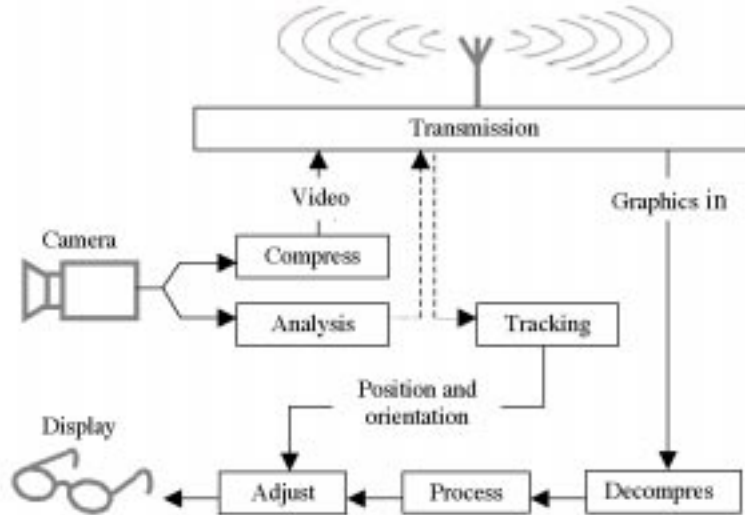 Transmission
Video
Graphics in
Camera
Compress
Analysis
Tracking
Position and
orientation
Display
Adjust
Process
Decompres